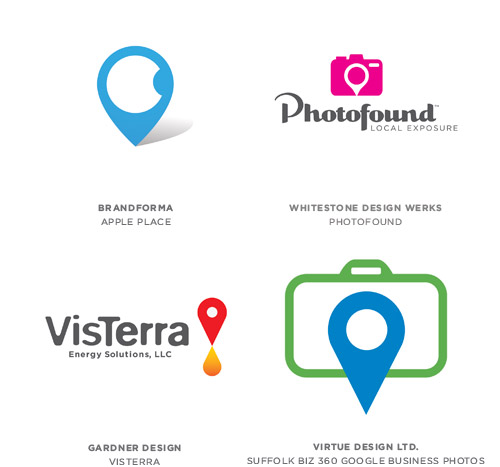 Photofound™
LOCAL EXPOSURE
BRANDFORMA
APPLE PLACE
WHITESTONE DESIGN WERKS
PHOTOFOUND
VisTerra
Energy Solutions, LLC
GARDNER DESIGN
VISTERRA
VIRTUE DESIGN LTD.
SUFFOLK BIZ 360 GOOGLE BUSINESS PHOTOS